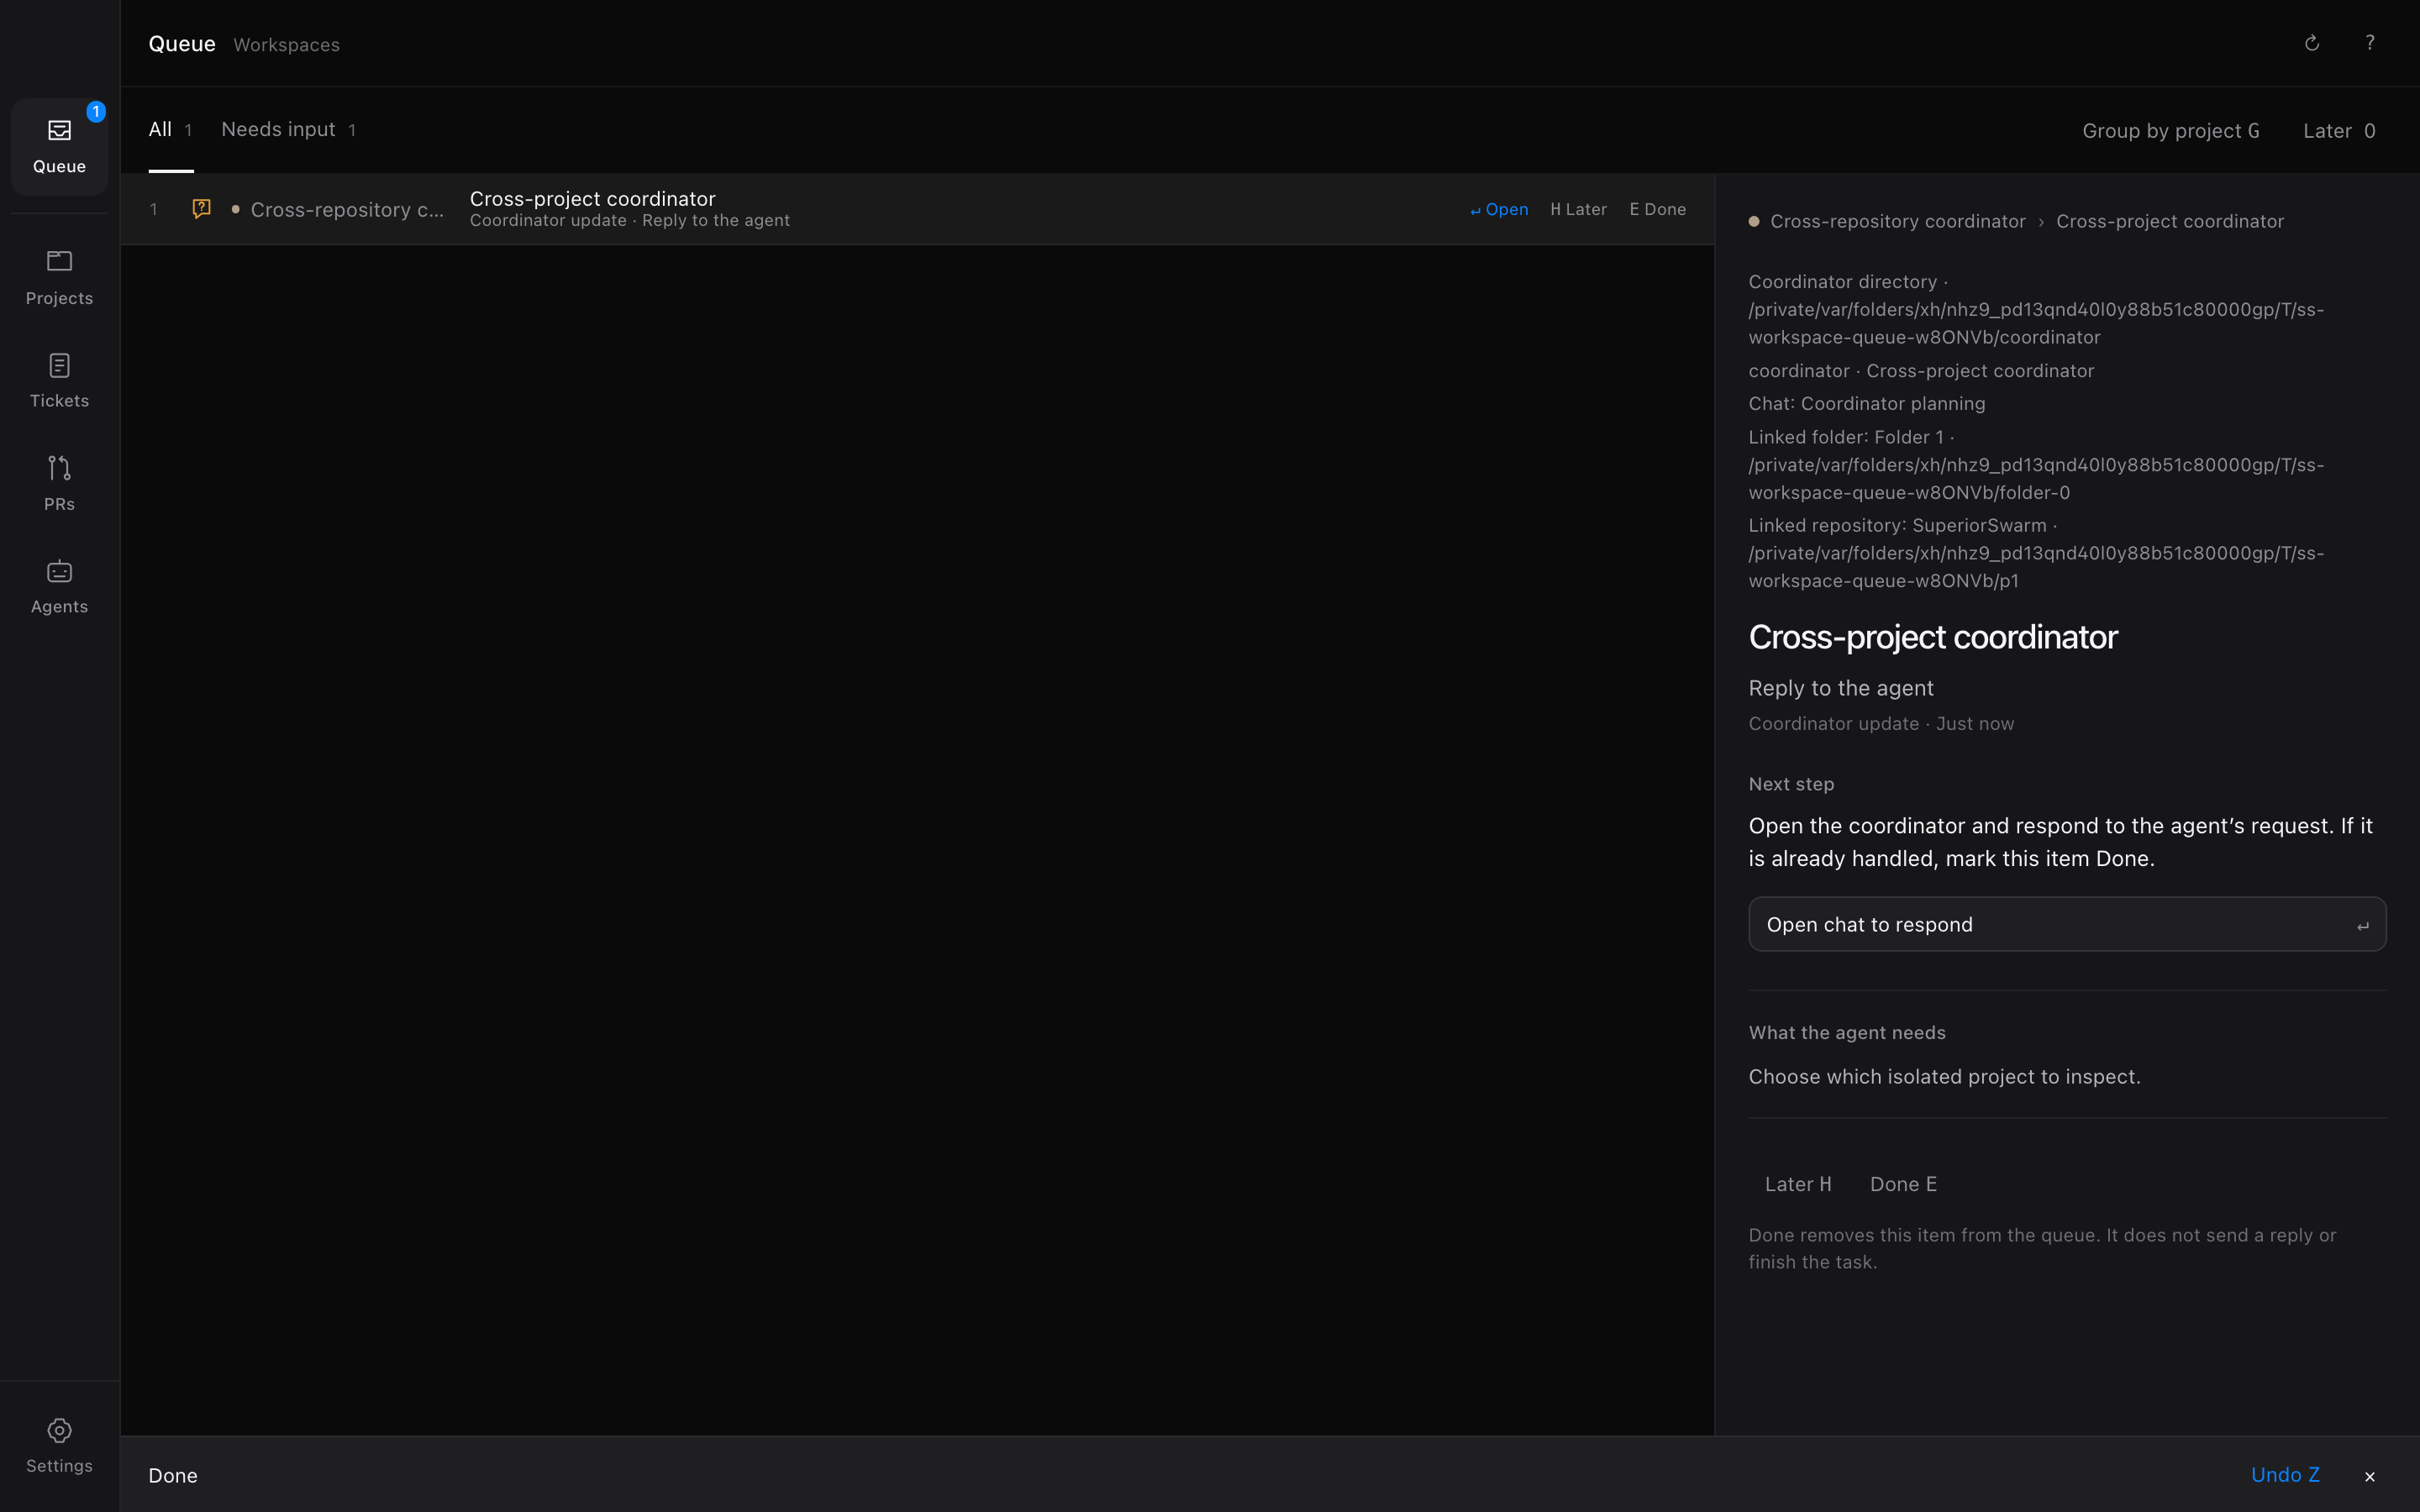 Queue Workspaces
↻ ?
1
Queue
Projects
Tickets
PRs
Agents
Settings
All 1 Needs input 1
Group by project G Later 0
1 Cross-repository c... Cross-project coordinator
Coordinator update · Reply to the agent
↵ Open H Later E Done
Cross-repository coordinator › Cross-project coordinator
Coordinator directory ·
/private/var/folders/xh/nhz9_pd13qnd40l0y88b51c80000gp/T/ss-
workspace-queue-w8ONVb/coordinator
coordinator · Cross-project coordinator
Chat: Coordinator planning
Linked folder: Folder 1 ·
/private/var/folders/xh/nhz9_pd13qnd40l0y88b51c80000gp/T/ss-
workspace-queue-w8ONVb/folder-0
Linked repository: SuperiorSwarm ·
/private/var/folders/xh/nhz9_pd13qnd40l0y88b51c80000gp/T/ss-
workspace-queue-w8ONVb/p1
Cross-project coordinator
Reply to the agent
Coordinator update · Just now
Next step
Open the coordinator and respond to the agent’s request. If it
is already handled, mark this item Done.
Open chat to respond ↵
What the agent needs
Choose which isolated project to inspect.
Later H Done E
Done removes this item from the queue. It does not send a reply or
finish the task.
Done
Undo Z ×